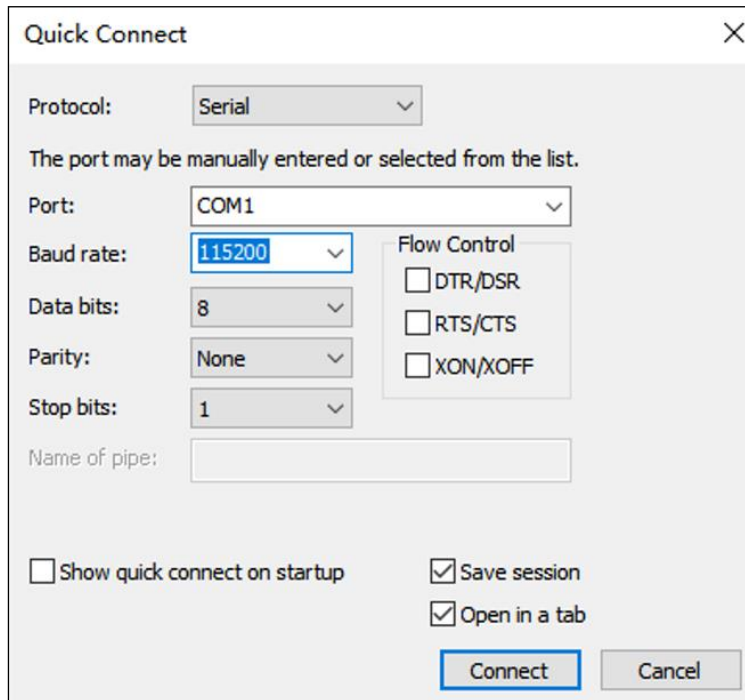 Quick Connect
Protocol: Serial
The port may be manually entered or selected from the list.
Port: COM1
Baud rate: 115200 Flow Control
DTR/DSR
Data bits: 8
RTS/CTS
Parity: None
XON/XOFF
Stop bits: 1
Name of pipe:
Show quick connect on startup Save session
Open in a tab
Connect Cancel